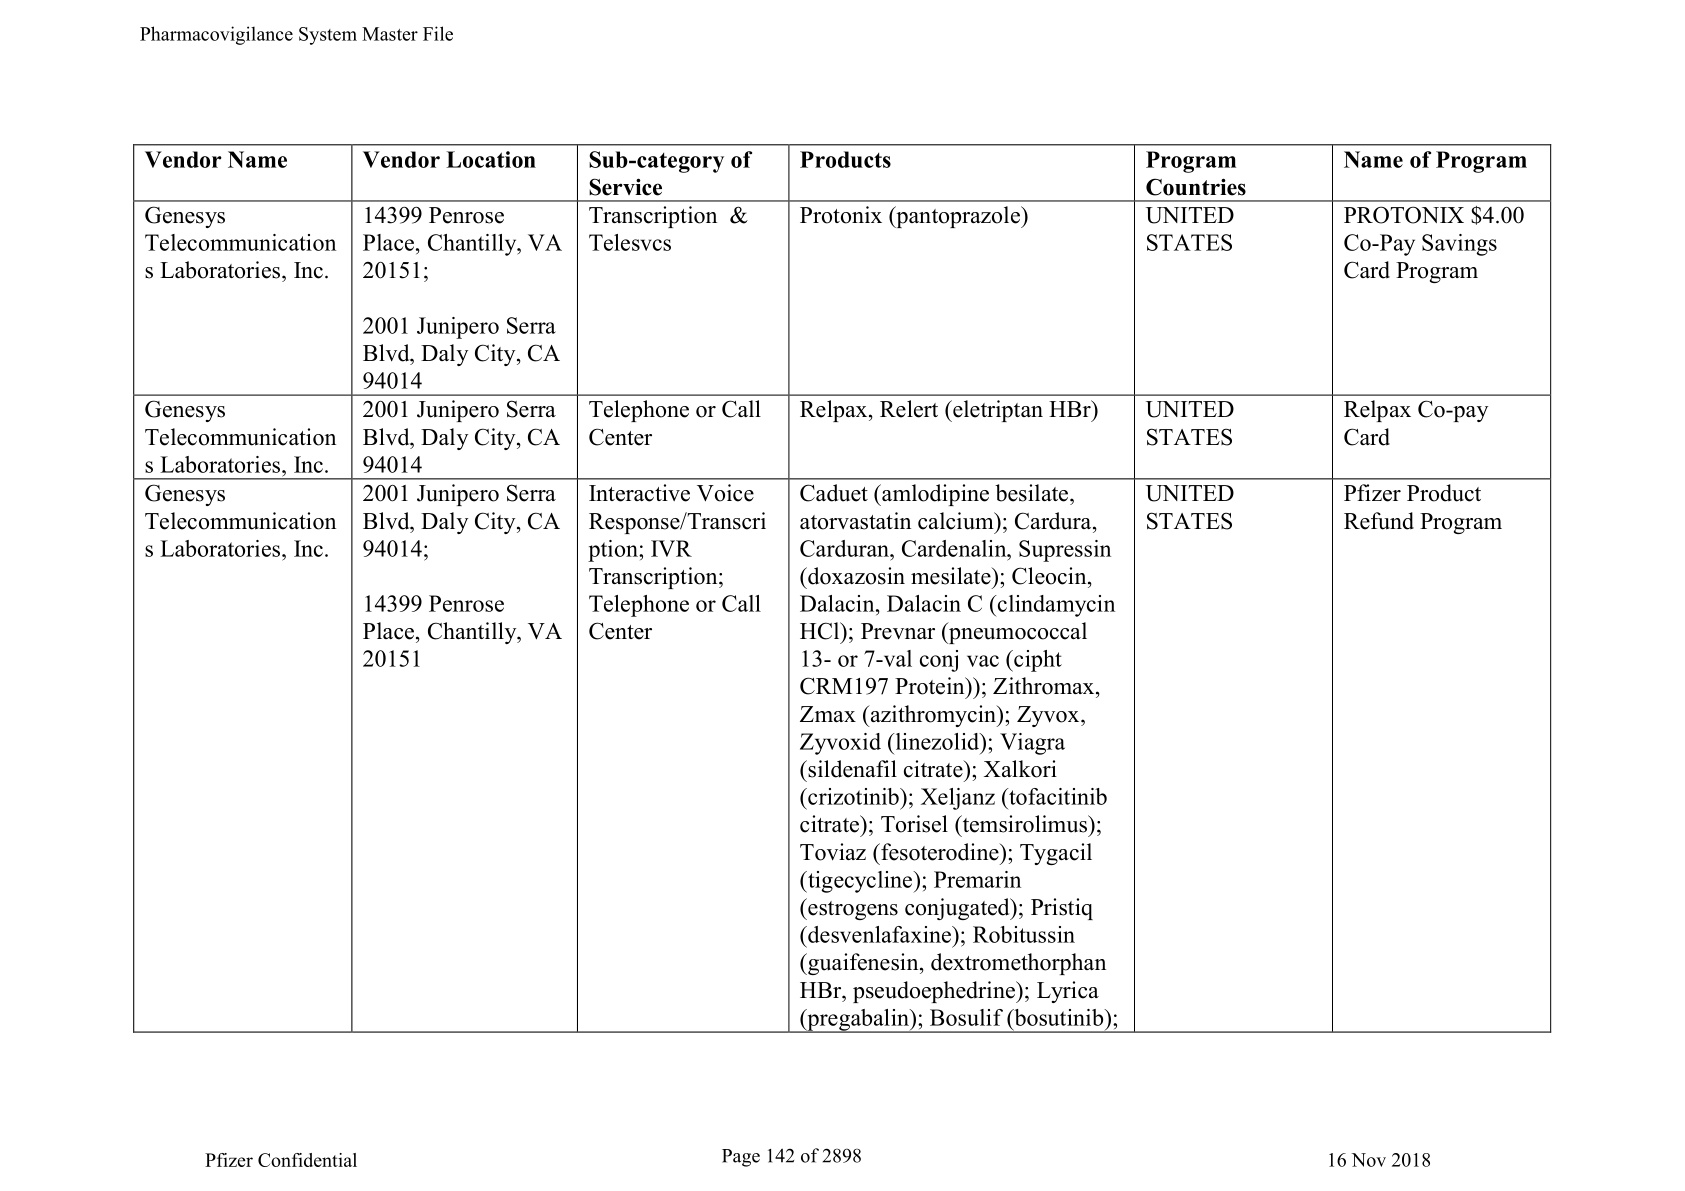 Pharmacovigilance System Master File
Vendor Name
Vendor Location
Sub-category of
Service
Products
Program
Countries
Name of Program
Genesys
Telecommunication
s Laboratories, Inc.
14399 Penrose
Place, Chantilly, VA
20151;
2001 Junipero Serra
Blvd, Daly City, CA
94014
Transcription & 
Telesvcs
Protonix (pantoprazole)
UNITED
STATES
PROTONIX $4.00
Co-Pay Savings
Card Program
Genesys
Telecommunication
s Laboratories, Inc.
2001 Junipero Serra
Blvd, Daly City, CA
94014
Telephone or Call
Center
Relpax, Relert (eletriptan HBr)
UNITED
STATES
Relpax Co-pay
Card
Genesys
Telecommunication
s Laboratories, Inc.
2001 Junipero Serra
Blvd, Daly City, CA
94014;
14399 Penrose
Place, Chantilly, VA
20151
Interactive Voice
Response/Transcri
ption; IVR
Transcription;
Telephone or Call
Center
Caduet (amlodipine besilate,
atorvastatin calcium); Cardura,
Carduran, Cardenalin, Supressin
(doxazosin mesilate); Cleocin,
Dalacin, Dalacin C (clindamycin
HCl); Prevnar (pneumococcal
13- or 7-val conj vac (cipht
CRM197 Protein)); Zithromax,
Zmax (azithromycin); Zyvox,
Zyvoxid (linezolid); Viagra
(sildenafil citrate); Xalkori
(crizotinib); Xeljanz (tofacitinib
citrate); Torisel (temsirolimus);
Toviaz (fesoterodine); Tygacil
(tigecycline); Premarin
(estrogens conjugated); Pristiq
(desvenlafaxine); Robitussin
(guaifenesin, dextromethorphan
HBr, pseudoephedrine); Lyrica
(pregabalin); Bosulif (bosutinib);
UNITED
STATES
Pfizer Product
Refund Program
Pfizer Confidential
Page 142 of 2898
16 Nov 2018